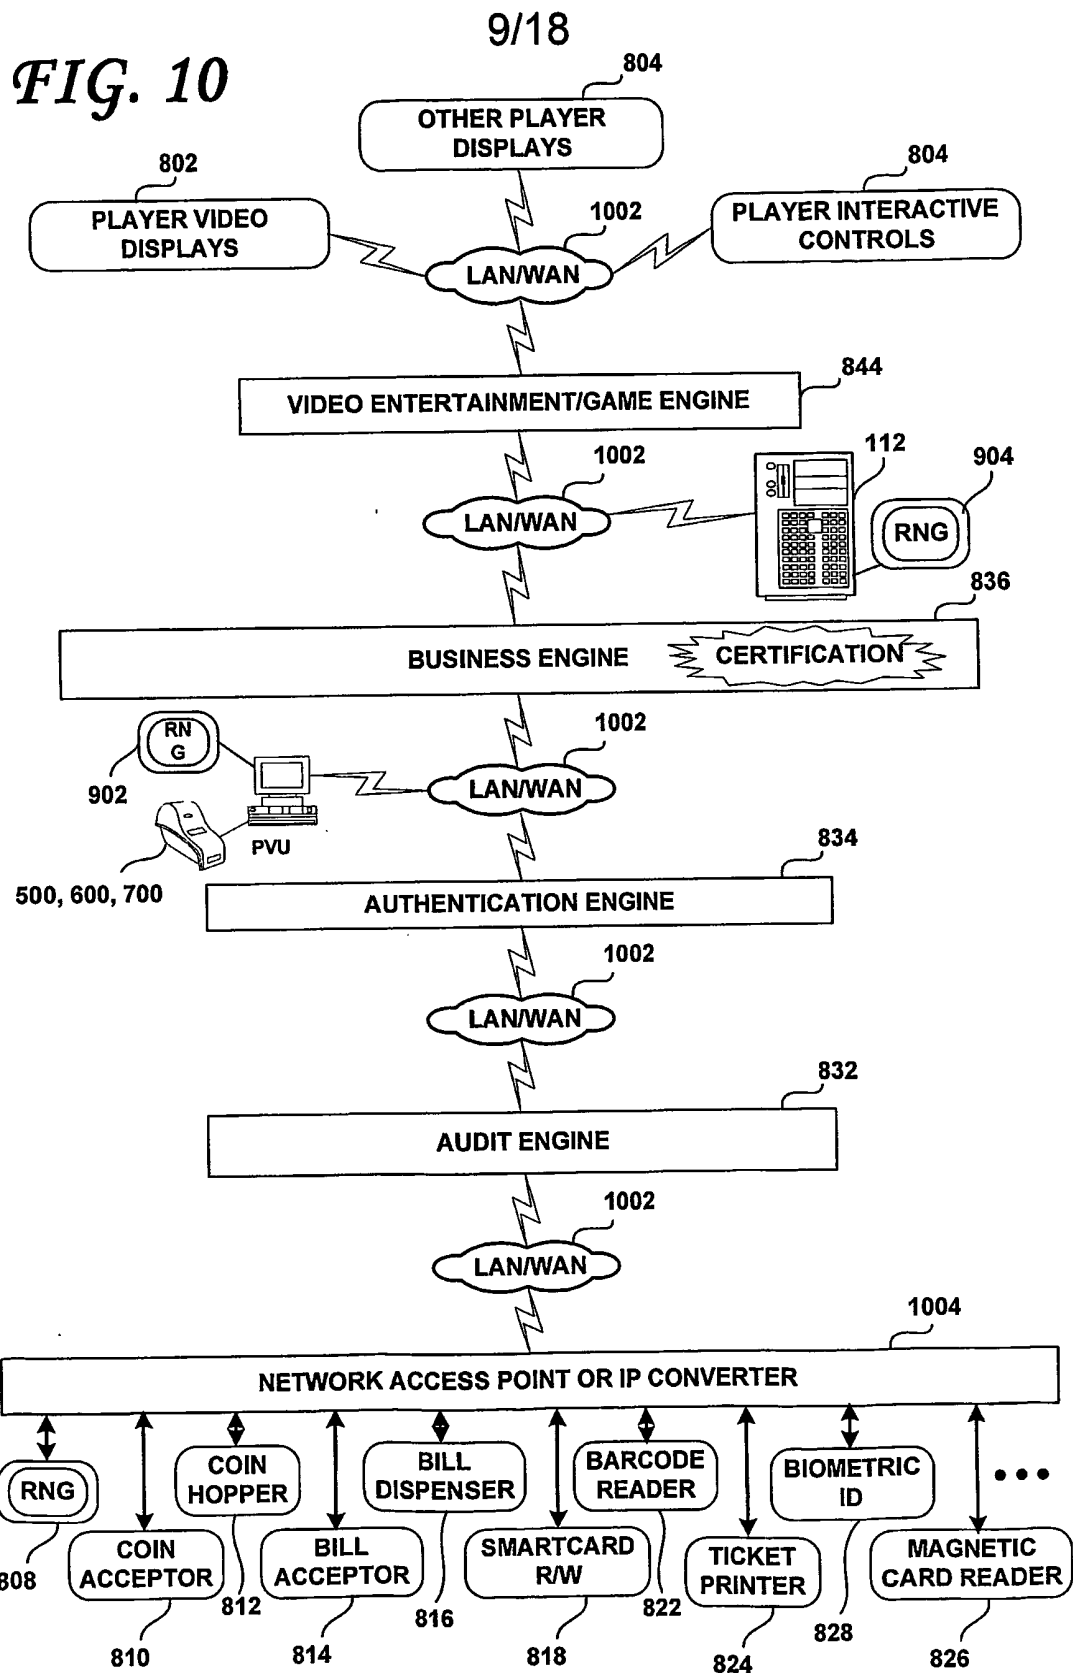 9/18
FIG. 10
804
OTHER PLAYER
DISPLAYS
802
804
PLAYER VIDEO
DISPLAYS
1002
PLAYER INTERACTIVE
CONTROLS
LAN/WAN
844
VIDEO ENTERTAINMENT/GAME ENGINE
1002
112
904
LAN/WAN
RNG
836
BUSINESS ENGINE
CERTIFICATION
RN
G
1002
902
LAN/WAN
PVU
834
500, 600, 700
AUTHENTICATION ENGINE
1002
LAN/WAN
832
AUDIT ENGINE
1002
LAN/WAN
1004
NETWORK ACCESS POINT OR IP CONVERTER
RNG
COIN
HOPPER
BILL
DISPENSER
BARCODE
READER
BIOMETRIC
ID
808
COIN
ACCEPTOR
812
BILL
ACCEPTOR
816
SMARTCARD
R/W
822
TICKET
PRINTER
828
MAGNETIC
CARD READER
810
814
818
824
826